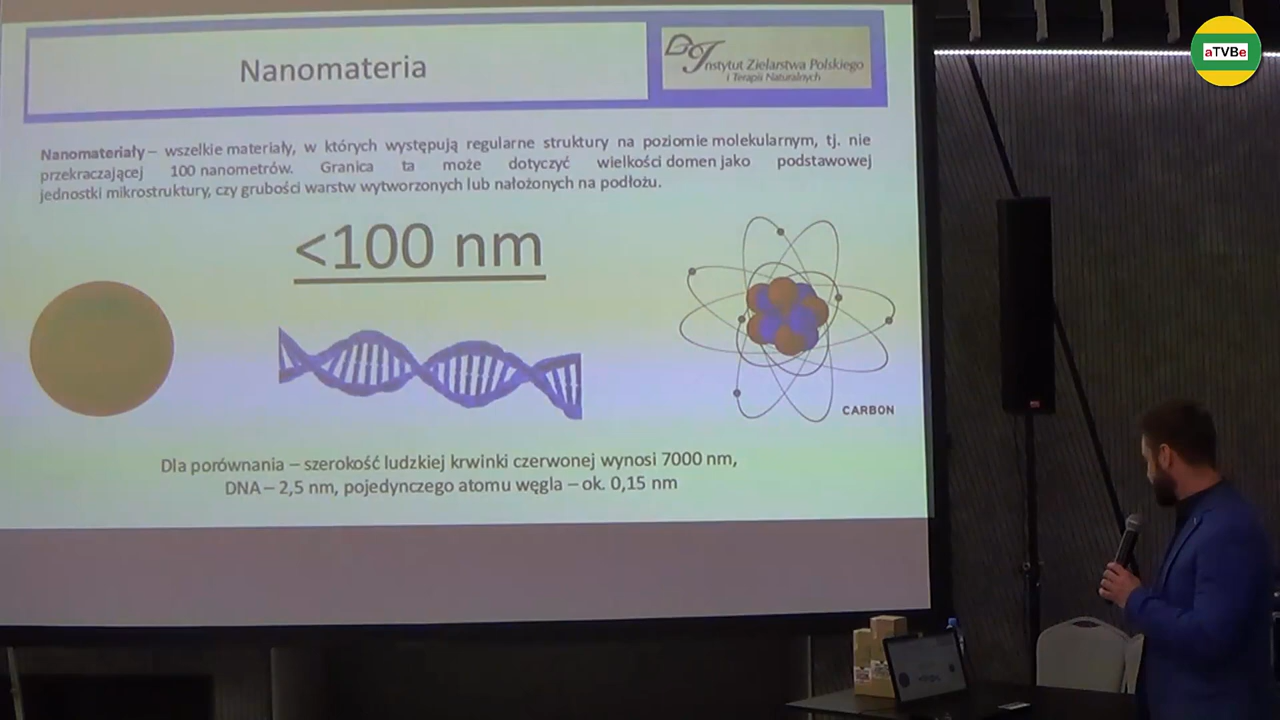 Nanomateria
Instytut Zielarstwa Polskiego
i Terapii Naturalnych
aTVBe
Nanomateriały – wszelkie materiały, w których występują regularne struktury na poziomie molekularnym, tj. nie
przekraczającej 100 nanometrów. Granica ta może dotyczyć wielkości domen jako podstawowej
jednostki mikrostruktury, czy grubości warstw wytworzonych lub nałożonych na podłożu.
<100 nm
CARBON
Dla porównania – szerokość ludzkiej krwinki czerwonej wynosi 7000 nm,
DNA – 2,5 nm, pojedynczego atomu węgla – ok. 0,15 nm